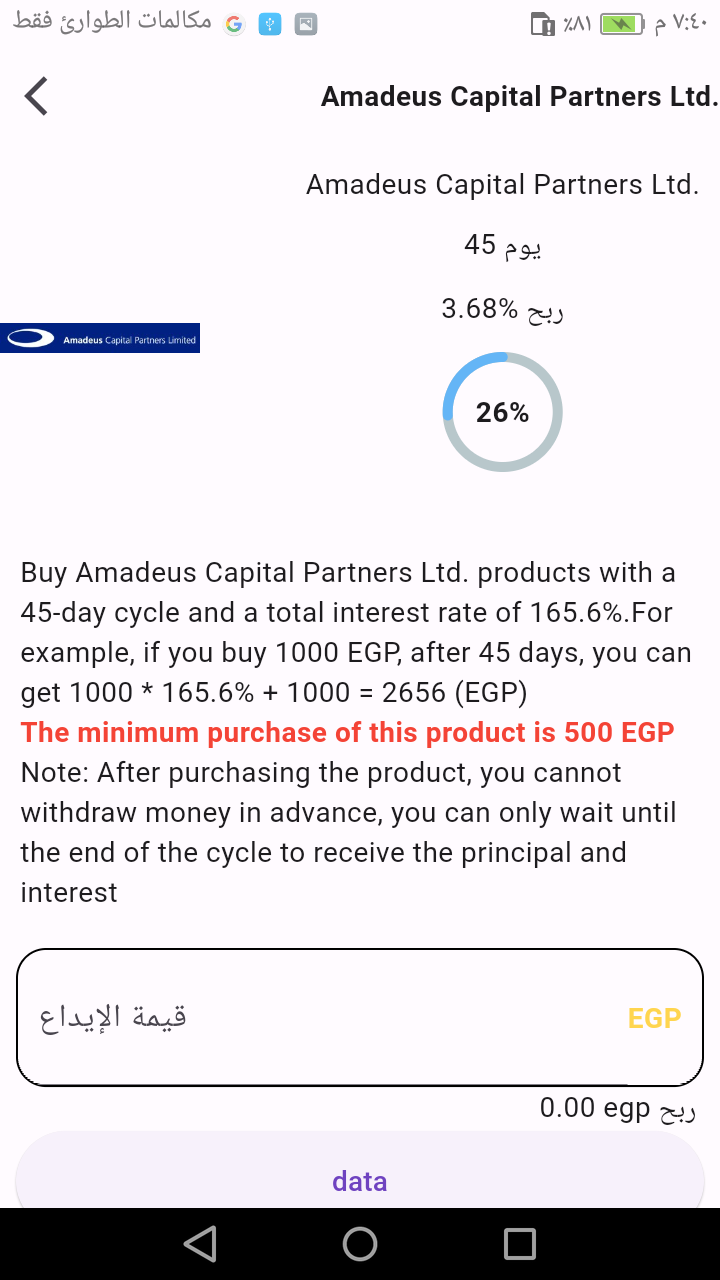 مكالمات الطوارئ فقط
٪٨١
٧:٤٠ م
Amadeus Capital Partners Ltd.
Amadeus Capital Partners Ltd.
45 يوم
3.68% ربح
Amadeus Capital Partners Limited
26%
Buy Amadeus Capital Partners Ltd. products with a
45-day cycle and a total interest rate of 165.6%.For
example, if you buy 1000 EGP, after 45 days, you can
get 1000 * 165.6% + 1000 = 2656 (EGP)
The minimum purchase of this product is 500 EGP
Note: After purchasing the product, you cannot
withdraw money in advance, you can only wait until
the end of the cycle to receive the principal and
interest
قيمة الإيداع
EGP
0.00 egp ربح
data